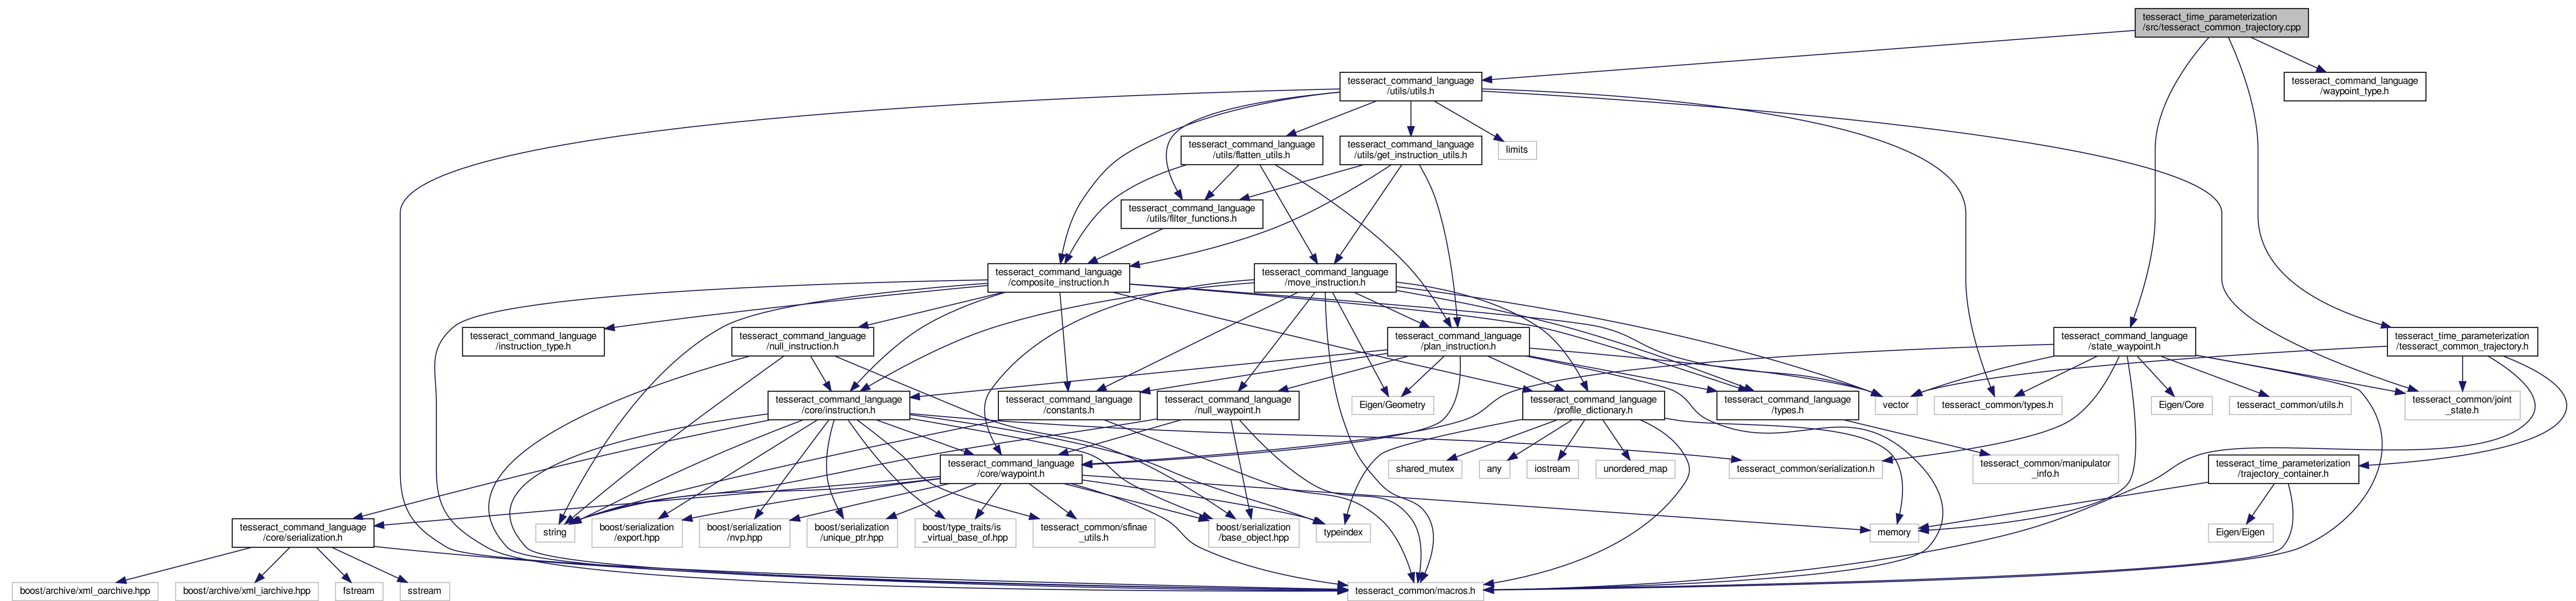 tesseract_time_parameterization
/src/tesseract_common_trajectory.cpp
tesseract_command_language
/utils/utils.h
tesseract_command_language
/waypoint_type.h
tesseract_command_language
/utils/flatten_utils.h
tesseract_command_language
/utils/get_instruction_utils.h
limits
tesseract_command_language
/utils/filter_functions.h
tesseract_command_language
/composite_instruction.h
tesseract_command_language
/move_instruction.h
tesseract_command_language
/instruction_type.h
tesseract_command_language
/null_instruction.h
tesseract_command_language
/plan_instruction.h
tesseract_command_language
/state_waypoint.h
tesseract_time_parameterization
/tesseract_common_trajectory.h
tesseract_command_language
/core/instruction.h
tesseract_command_language
/constants.h
tesseract_command_language
/null_waypoint.h
Eigen/Geometry
tesseract_command_language
/profile_dictionary.h
tesseract_command_language
/types.h
vector
tesseract_common/types.h
Eigen/Core
tesseract_common/utils.h
tesseract_common/joint
_state.h
tesseract_command_language
/core/waypoint.h
shared_mutex
any
iostream
unordered_map
tesseract_common/serialization.h
tesseract_common/manipulator
_info.h
tesseract_time_parameterization
/trajectory_container.h
tesseract_command_language
/core/serialization.h
string
boost/serialization
/export.hpp
boost/serialization
/nvp.hpp
boost/serialization
/unique_ptr.hpp
boost/type_traits/is
_virtual_base_of.hpp
tesseract_common/sfinae
_utils.h
boost/serialization
/base_object.hpp
typeindex
memory
Eigen/Eigen
boost/archive/xml_oarchive.hpp
boost/archive/xml_iarchive.hpp
fstream
sstream
tesseract_common/macros.h